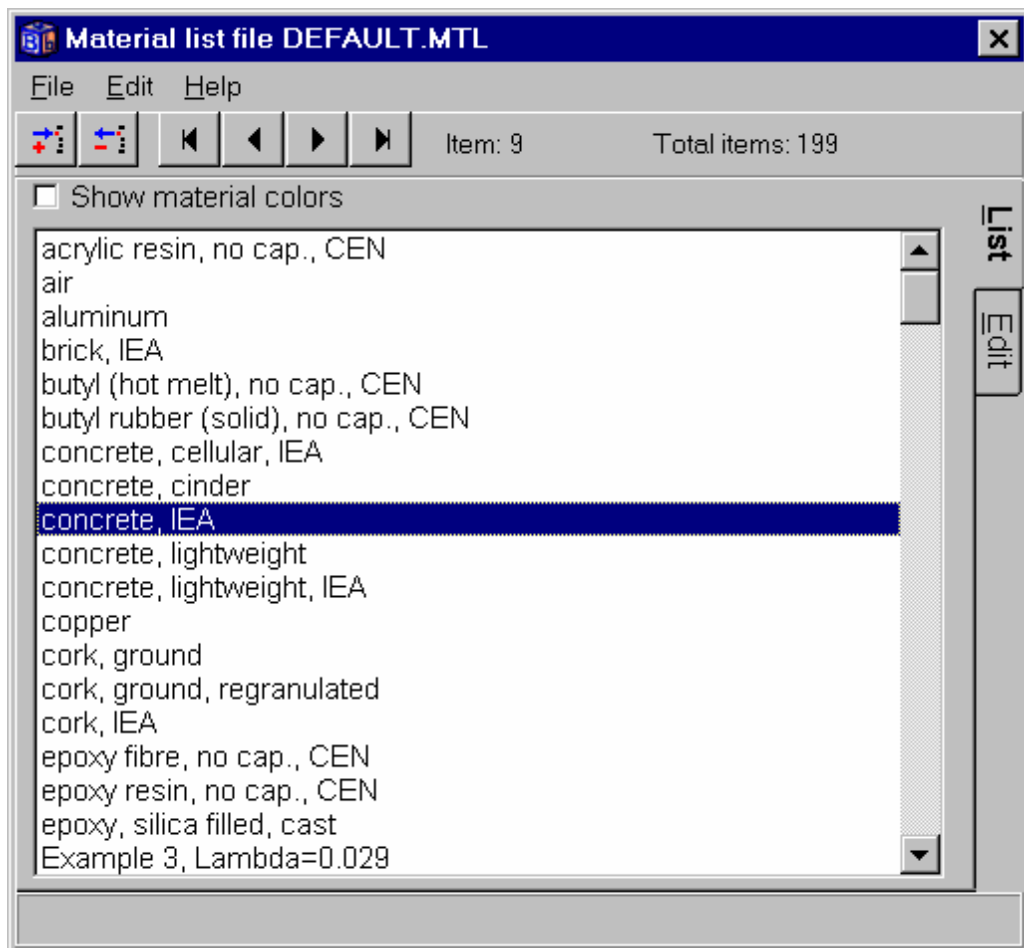 Material list file DEFAULT.MTL
File Edit Help
Item: 9 Total items: 199
Show material colors
List
Edit
acrylic resin, no cap., CEN
air
aluminum
brick, IEA
butyl (hot melt), no cap., CEN
butyl rubber (solid), no cap., CEN
concrete, cellular, IEA
concrete, cinder
concrete, IEA
concrete, lightweight
concrete, lightweight, IEA
copper
cork, ground
cork, ground, regranulated
cork, IEA
epoxy fibre, no cap., CEN
epoxy resin, no cap., CEN
epoxy, silica filled, cast
Example 3, Lambda=0.029